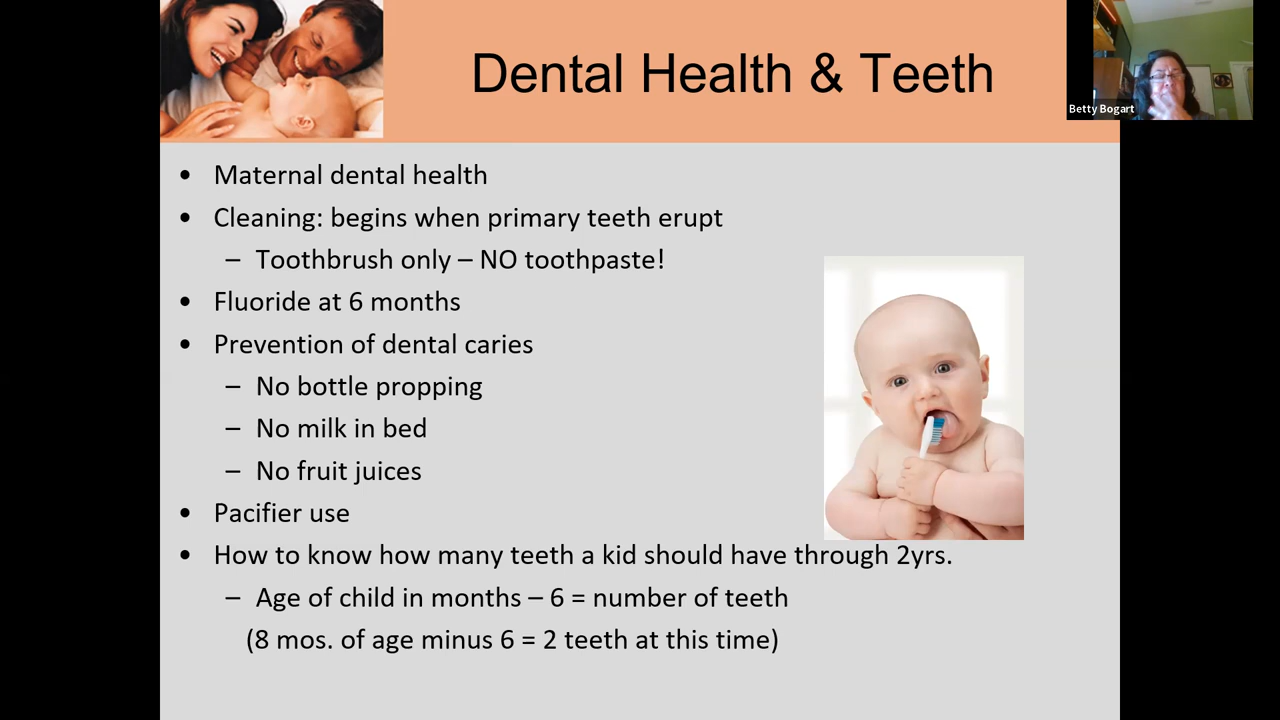 Dental Health & Teeth
Betty Bogart
• Maternal dental health
• Cleaning: begins when primary teeth erupt
– Toothbrush only – NO toothpaste!
• Fluoride at 6 months
• Prevention of dental caries
– No bottle propping
– No milk in bed
– No fruit juices
• Pacifier use
• How to know how many teeth a kid should have through 2yrs.
– Age of child in months – 6 = number of teeth
(8 mos. of age minus 6 = 2 teeth at this time)